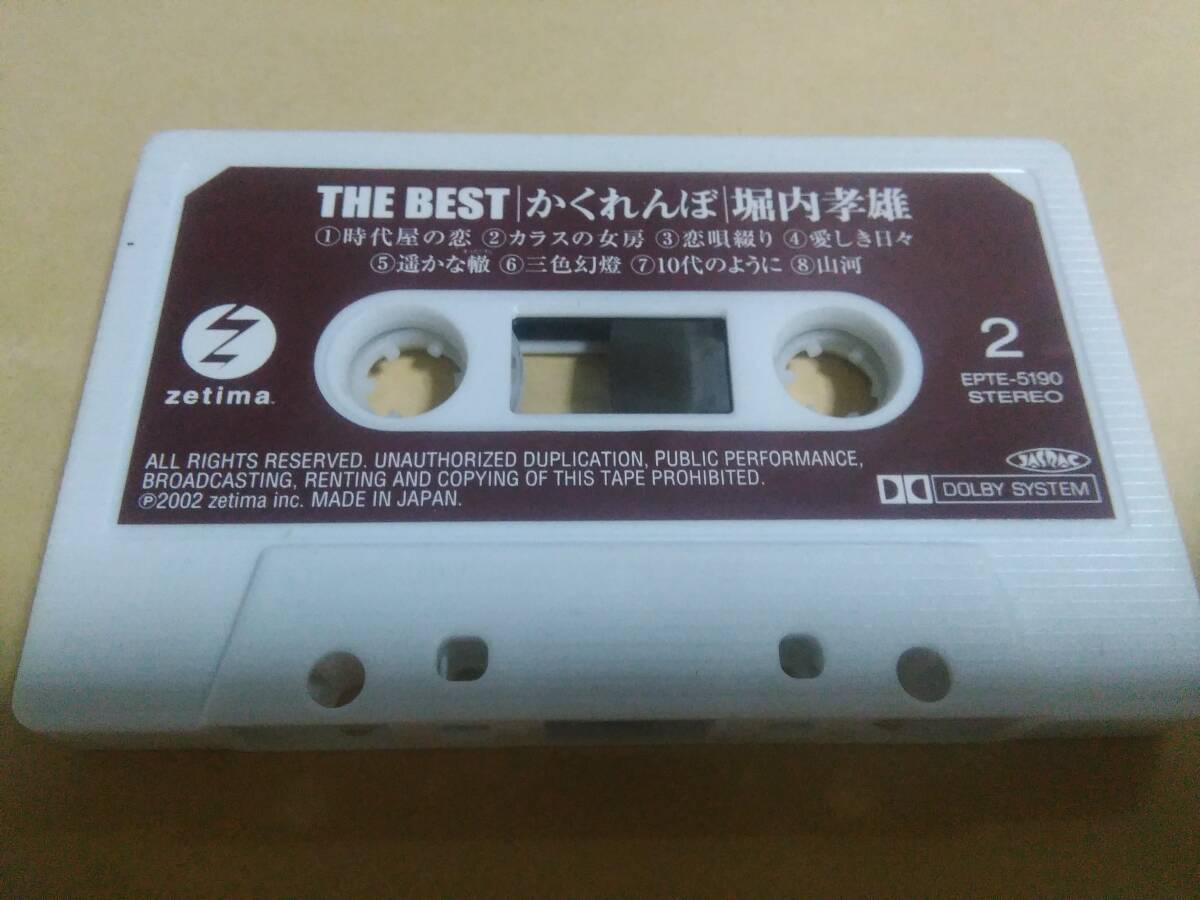 THE BEST|かくれんぼ|堀内孝雄
①時代屋の恋 ②カラスの女房 ③恋唄綴り ④愛しき日々
⑤遥かな轍 ⑥三色幻燈 ⑦10代のように ⑧山河
zetima
2
EPTE-5190
STEREO
ALL RIGHTS RESERVED. UNAUTHORIZED DUPLICATION, PUBLIC PERFORMANCE,
BROADCASTING, RENTING AND COPYING OF THIS TAPE PROHIBITED.
Ⓟ2002 zetima inc. MADE IN JAPAN.
JASRAC
DOLBY SYSTEM